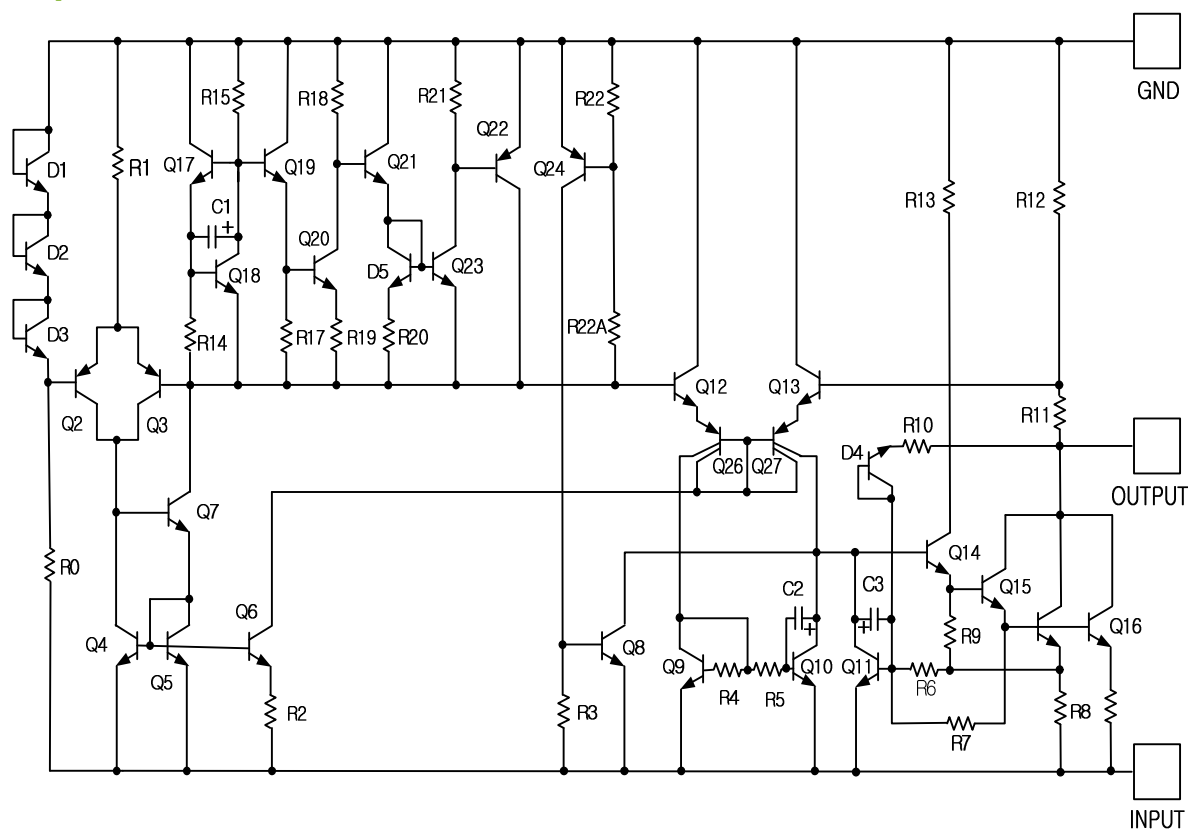 GND
R15
R18
R21
R22
Q22
D1
R1
Q17
Q19
Q21
Q24
R13
R12
C1
+
D2
Q20
Q18
D5
Q23
D3
R14
R17
R19
R20
R22A
Q12
Q13
Q2
Q3
R11
R10
D4
Q26
Q27
OUTPUT
Q7
R0
Q14
Q15
C2
C3
Q6
+
+
Q4
Q8
R9
Q16
Q5
Q9
Q10
Q11
R4
R5
R6
R2
R3
R8
R7
INPUT